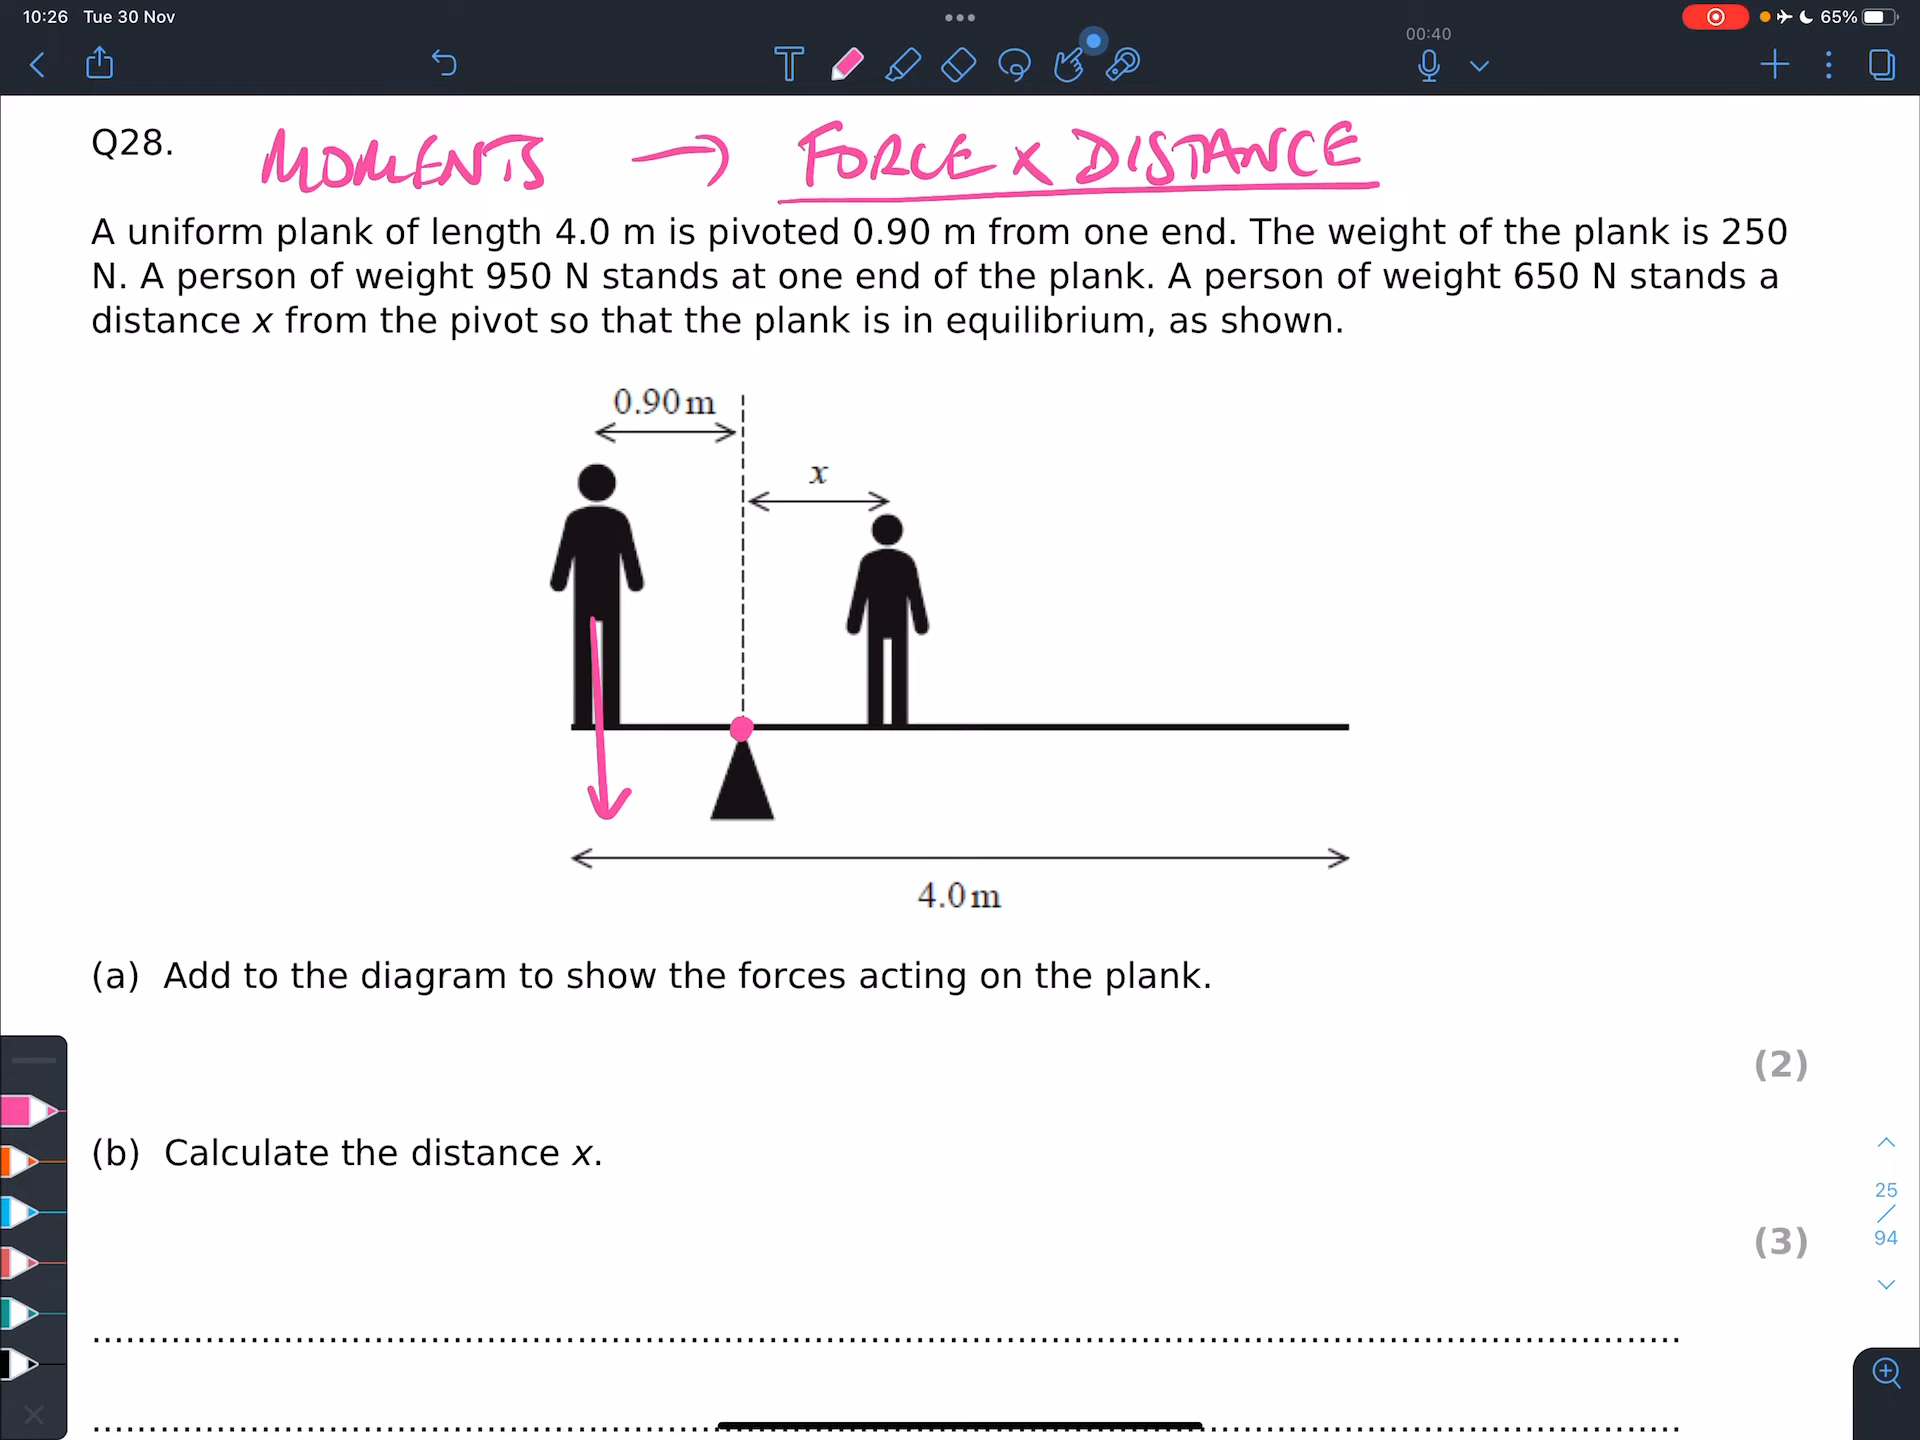 10:26 Tue 30 Nov
65%
00:40
T
Q28. MOMENTS → FORCE x DISTANCE
A uniform plank of length 4.0 m is pivoted 0.90 m from one end. The weight of the plank is 250
N. A person of weight 950 N stands at one end of the plank. A person of weight 650 N stands a
distance x from the pivot so that the plank is in equilibrium, as shown.
0.90 m
x
4.0 m
(a) Add to the diagram to show the forces acting on the plank.
(2)
(b) Calculate the distance x.
25
/
94
(3)